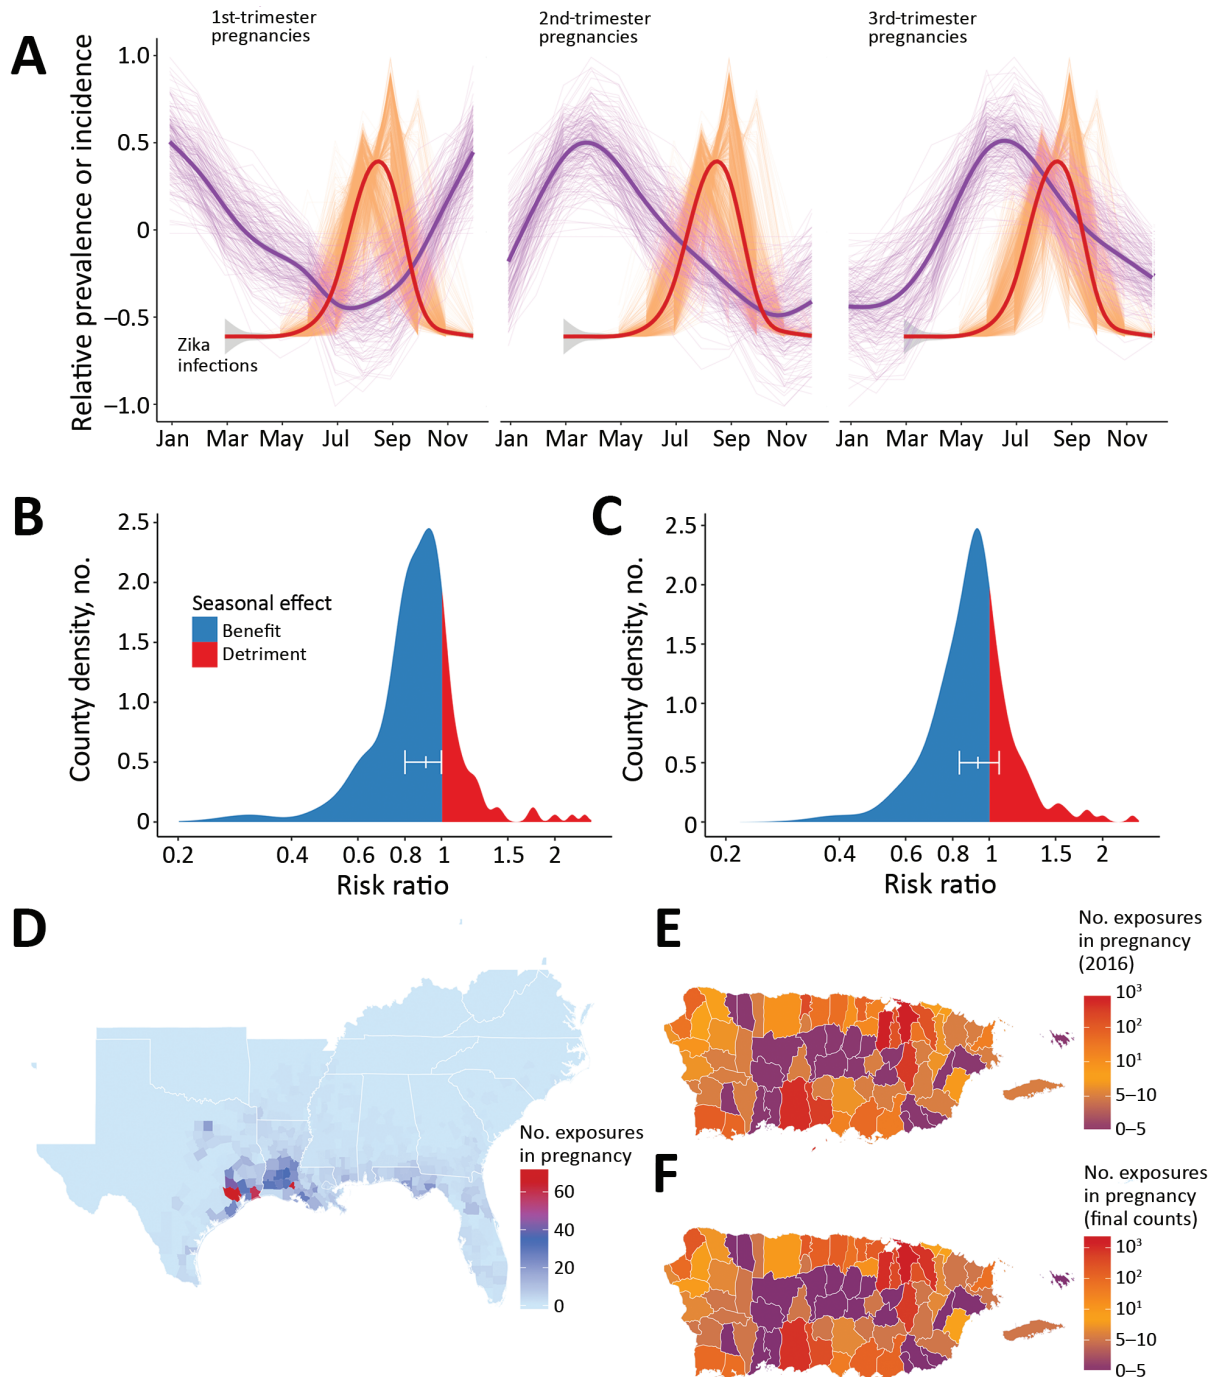 A
Relative prevalence or incidence
1st-trimester
pregnancies
2nd-trimester
pregnancies
3rd-trimester
pregnancies
1.0
0.5
0
–0.5
–1.0
Zika
infections
Jan Mar May Jul Sep Nov
Jan Mar May Jul Sep Nov
Jan Mar May Jul Sep Nov
B
County density, no.
2.5
2.0
1.5
1.0
0.5
0
Seasonal effect
Benefit
Detriment
0.2 0.4 0.6 0.8 1 1.5 2
Risk ratio
C
County density, no.
2.5
2.0
1.5
1.0
0.5
0
0.2 0.4 0.6 0.8 1 1.5 2
Risk ratio
D
No. exposures
in pregnancy
60
40
20
0
E
No. exposures
in pregnancy
(2016)
10³
10²
10¹
5–10
0–5
F
No. exposures
in pregnancy
(final counts)
10³
10²
10¹
5–10
0–5